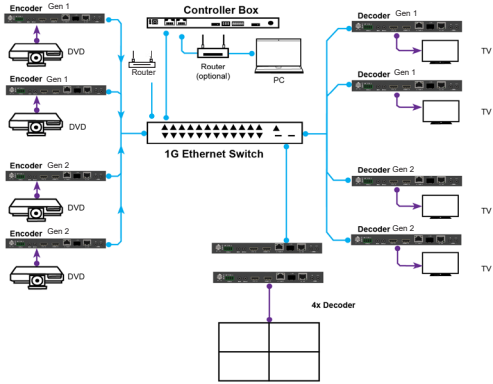 Encoder Gen 1
DVD
Encoder Gen 1
DVD
Encoder Gen 2
DVD
Encoder Gen 2
DVD
Controller Box
Router
Router
(optional)
PC
1G Ethernet Switch
4x Decoder
Decoder Gen 1
TV
Decoder Gen 1
TV
Decoder Gen 2
TV
Decoder Gen 2
TV